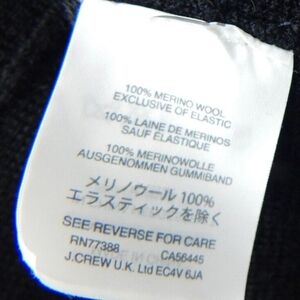 100% MERINO WOOL
EXCLUSIVE OF ELASTIC
100% LAINE DE MERINOS
SAUF ELASTIQUE
100% MERINOWOLLE
AUSGENOMMEN GUMMIBAND
メリノウール 100%
エラスティックを除く
SEE REVERSE FOR CARE
RN77388 CA56445
J.CREW U.K. Ltd EC4V 6JA